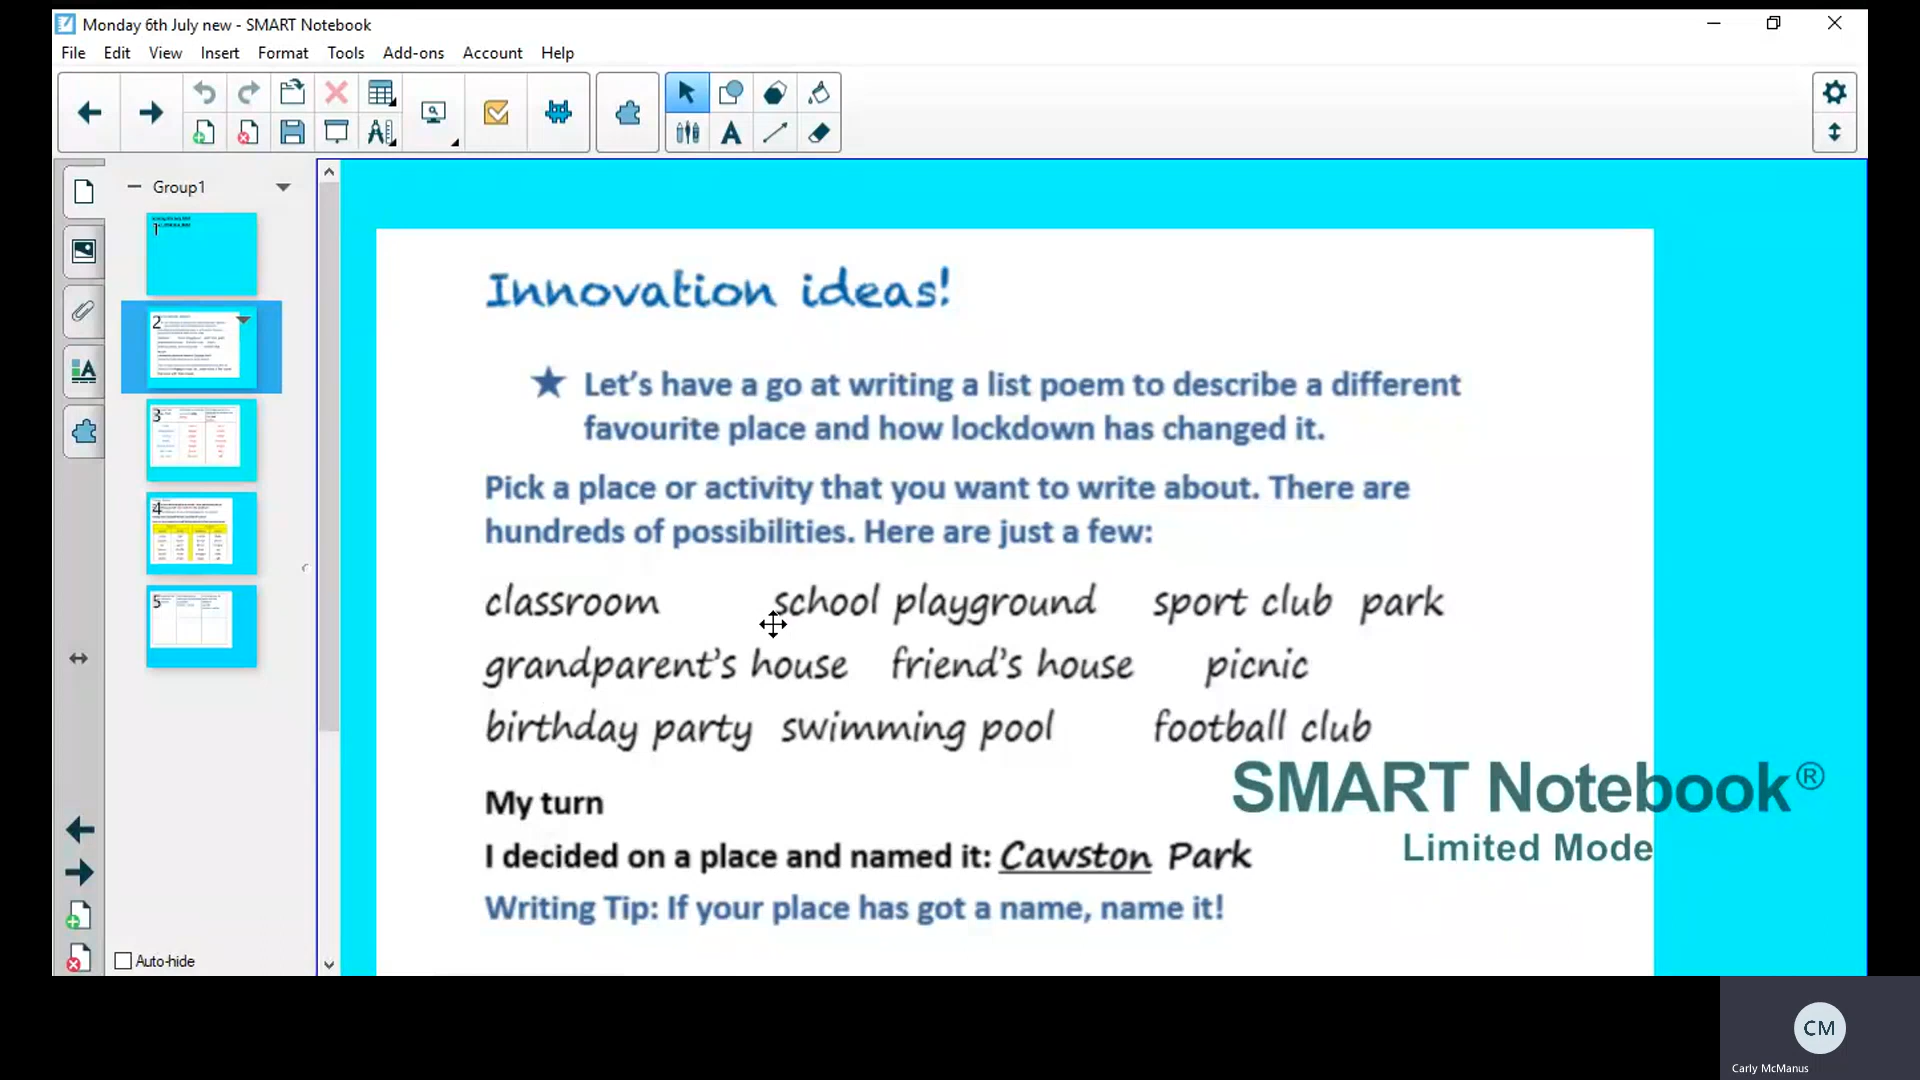 Monday 6th July new - SMART Notebook
File Edit View Insert Format Tools Add-ons Account Help
Group1
1
2
3
4
5
Auto-hide
Innovation ideas!
★ Let's have a go at writing a list poem to describe a different
favourite place and how lockdown has changed it.
Pick a place or activity that you want to write about. There are
hundreds of possibilities. Here are just a few:
classroom school playground sport club park
grandparent's house friend's house picnic
birthday party swimming pool football club
My turn
I decided on a place and named it: Cawston Park
Writing Tip: If your place has got a name, name it!
SMART Notebook®
Limited Mode
CM
Carly McManus